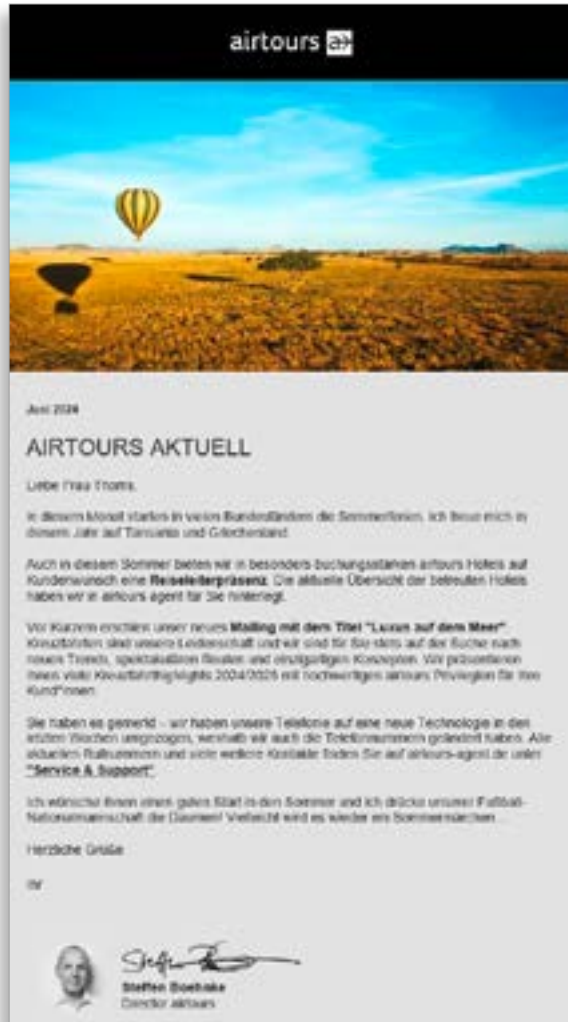 airtours
Juni 2024
AIRTOURS AKTUELL
Liebe Frau Thoms,
in diesem Monat starten in vielen Bundesländern die Sommerferien. Ich freue mich in
diesem Jahr auf Tansania und Griechenland.
Auch in diesem Sommer bieten wir in besonders buchungsstarken airtours Hotels auf
Kundenwunsch eine Reiseleiterpräsenz. Die aktuelle Übersicht der betreuten Hotels
haben wir in airtours agent für Sie hinterlegt.
Vor Kurzem erschien unser neues Mailing mit dem Titel "Luxus auf dem Meer".
Kreuzfahrten sind unsere Leidenschaft und wir sind für Sie stets auf der Suche nach
neuen Trends, spektakulären Routen und einzigartigen Konzepten. Wir präsentieren
Ihnen viele Kreuzfahrthighlights 2024/2025 mit hochwertigen airtours Privilegien für Ihre
Kund*innen.
Sie haben es gemerkt – wir haben unsere Telefonie auf eine neue Technologie in den
letzten Wochen umgezogen, weshalb wir auch die Telefonnummern geändert haben. Alle
aktuellen Rufnummern und viele weitere Kontakte finden Sie auf airtours-agent.de unter
"Service & Support".
Ich wünsche Ihnen einen guten Start in den Sommer und ich drücke unserer Fußball-
Nationalmannschaft die Daumen! Vielleicht wird es wieder ein Sommermärchen.
Herzliche Grüße
Ihr
Steffen Boehnke
Director airtours